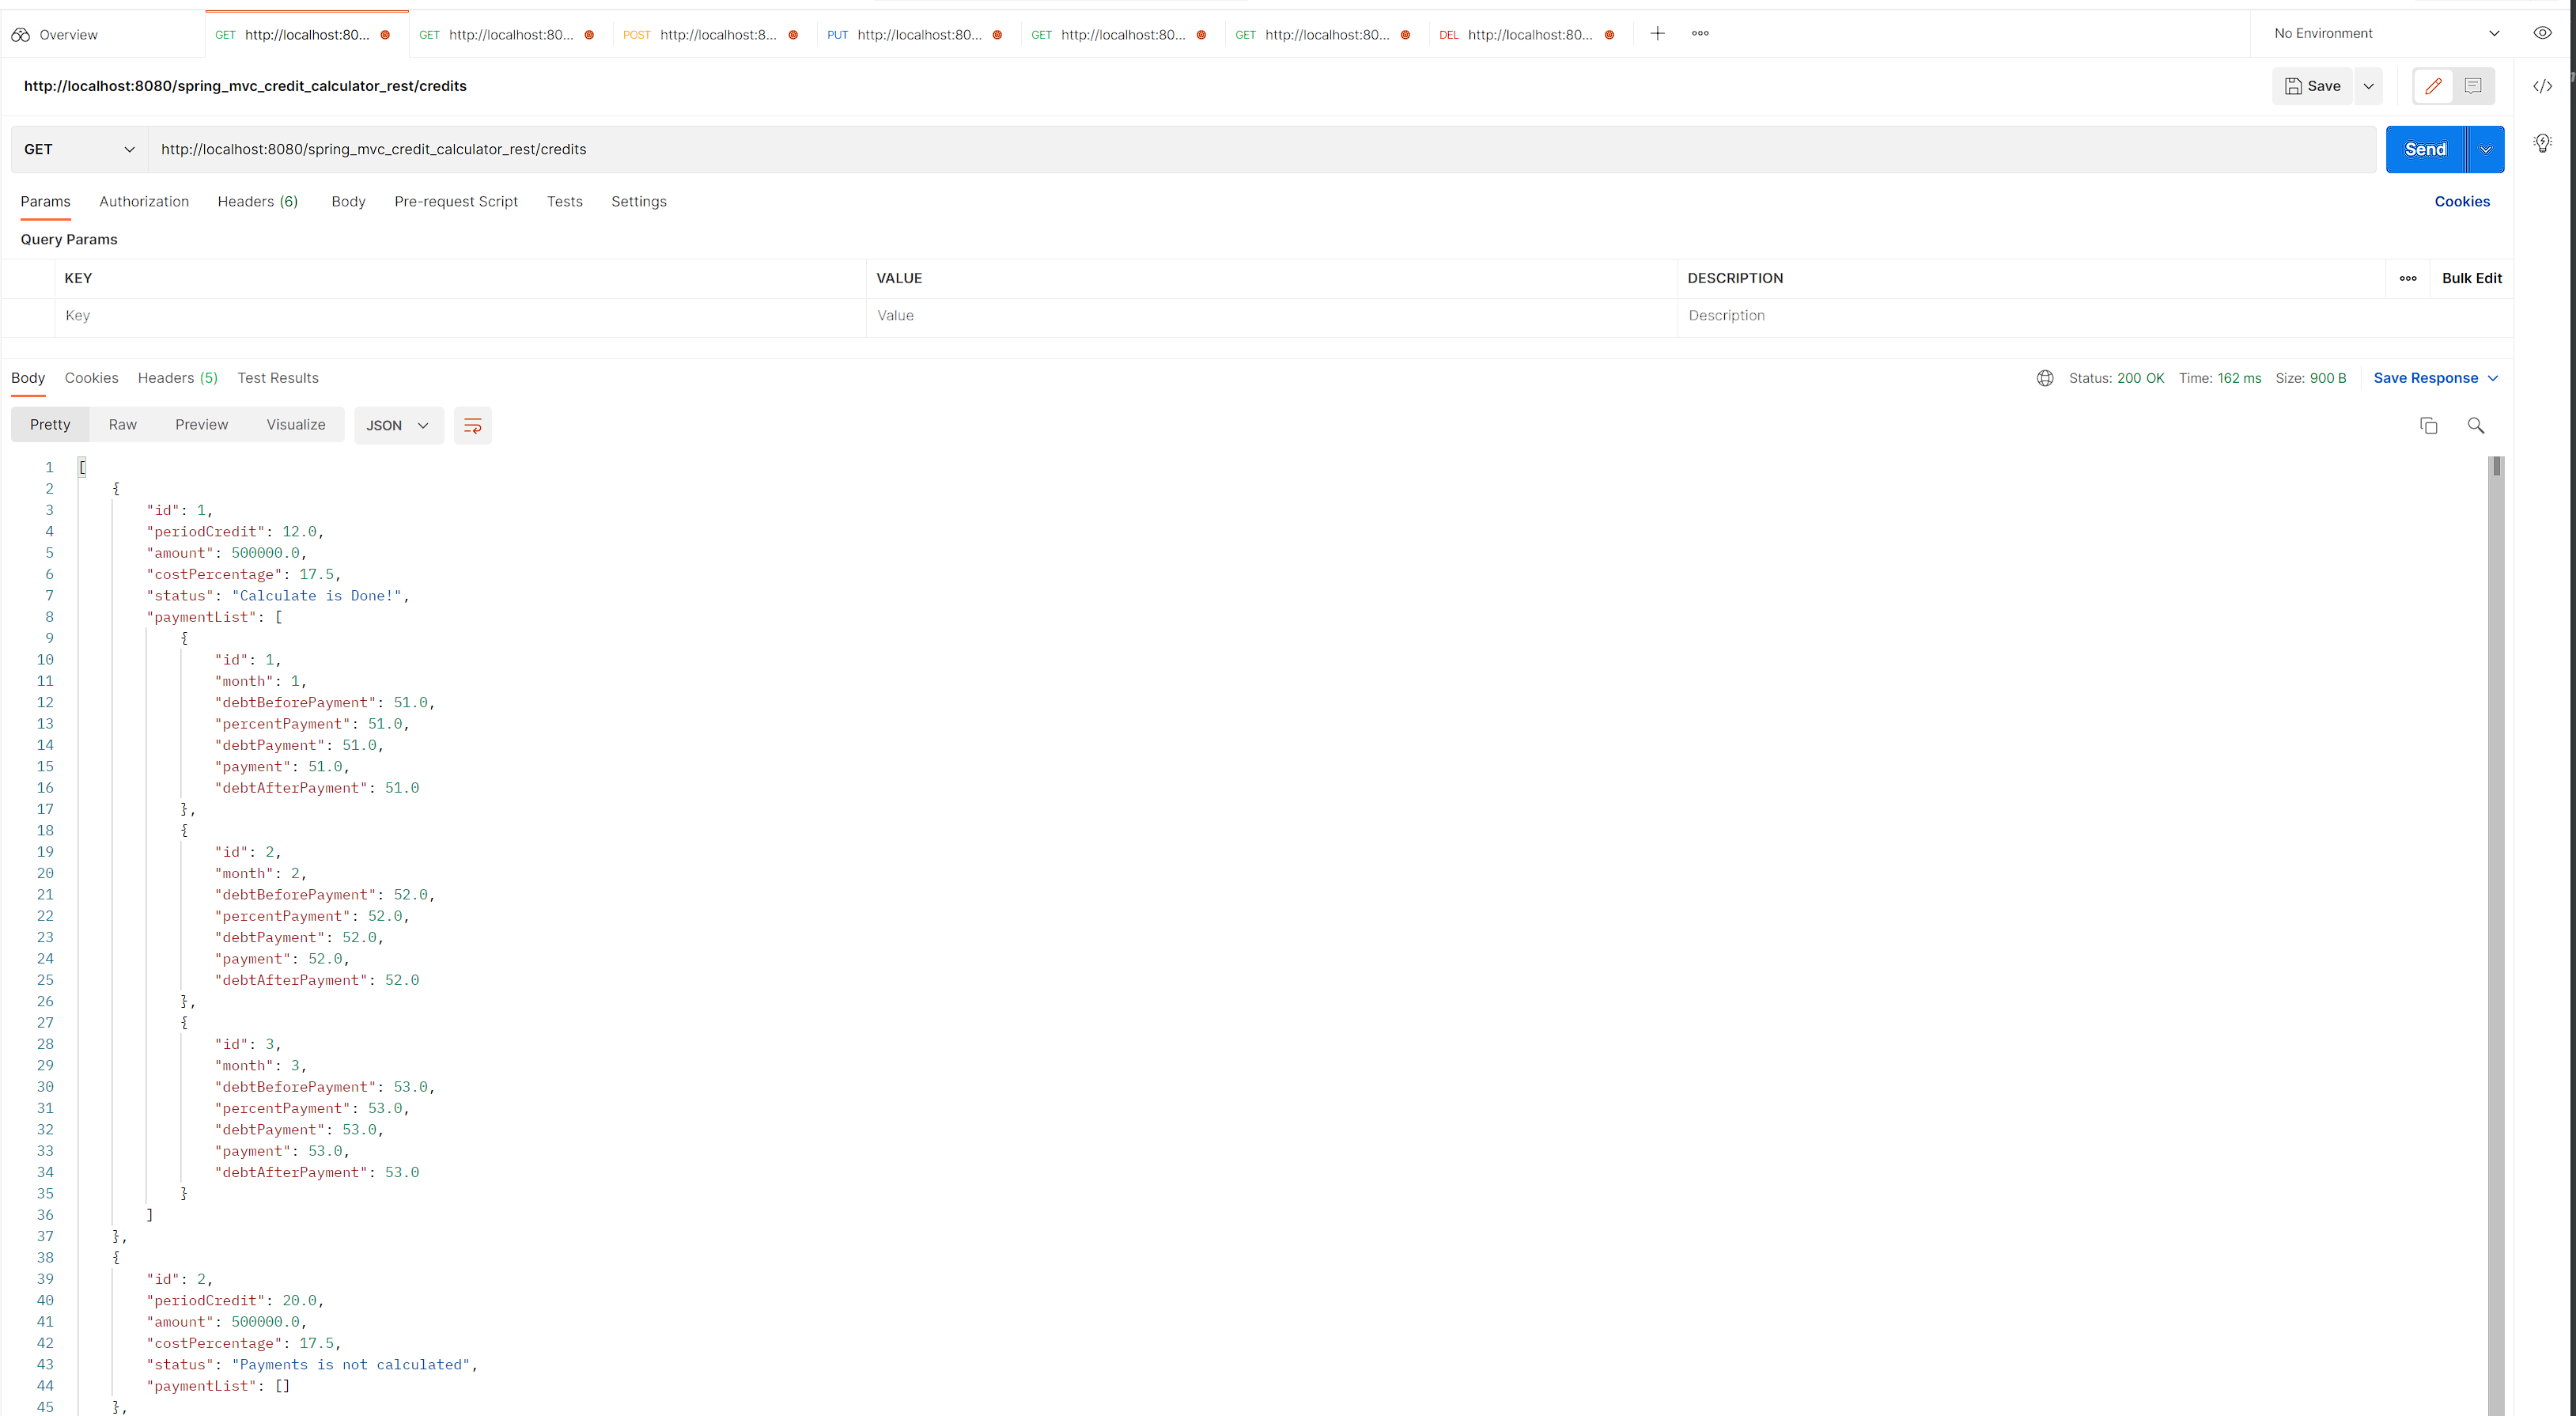 Overview GET http://localhost:80... GET http://localhost:80... POST http://localhost:8... PUT http://localhost:80... GET http://localhost:80... GET http://localhost:80... DEL http://localhost:80... No Environment
http://localhost:8080/spring_mvc_credit_calculator_rest/credits Save
GET http://localhost:8080/spring_mvc_credit_calculator_rest/credits Send
Params Authorization Headers (6) Body Pre-request Script Tests Settings Cookies
Query Params
KEY VALUE DESCRIPTION Bulk Edit
Key Value Description
Body Cookies Headers (5) Test Results Status: 200 OK Time: 162 ms Size: 900 B Save Response
Pretty Raw Preview Visualize JSON
1 [
2 {
3 "id": 1,
4 "periodCredit": 12.0,
5 "amount": 500000.0,
6 "costPercentage": 17.5,
7 "status": "Calculate is Done!",
8 "paymentList": [
9 {
10 "id": 1,
11 "month": 1,
12 "debtBeforePayment": 51.0,
13 "percentPayment": 51.0,
14 "debtPayment": 51.0,
15 "payment": 51.0,
16 "debtAfterPayment": 51.0
17 },
18 {
19 "id": 2,
20 "month": 2,
21 "debtBeforePayment": 52.0,
22 "percentPayment": 52.0,
23 "debtPayment": 52.0,
24 "payment": 52.0,
25 "debtAfterPayment": 52.0
26 },
27 {
28 "id": 3,
29 "month": 3,
30 "debtBeforePayment": 53.0,
31 "percentPayment": 53.0,
32 "debtPayment": 53.0,
33 "payment": 53.0,
34 "debtAfterPayment": 53.0
35 }
36 ]
37 },
38 {
39 "id": 2,
40 "periodCredit": 20.0,
41 "amount": 500000.0,
42 "costPercentage": 17.5,
43 "status": "Payments is not calculated",
44 "paymentList": []
45 },